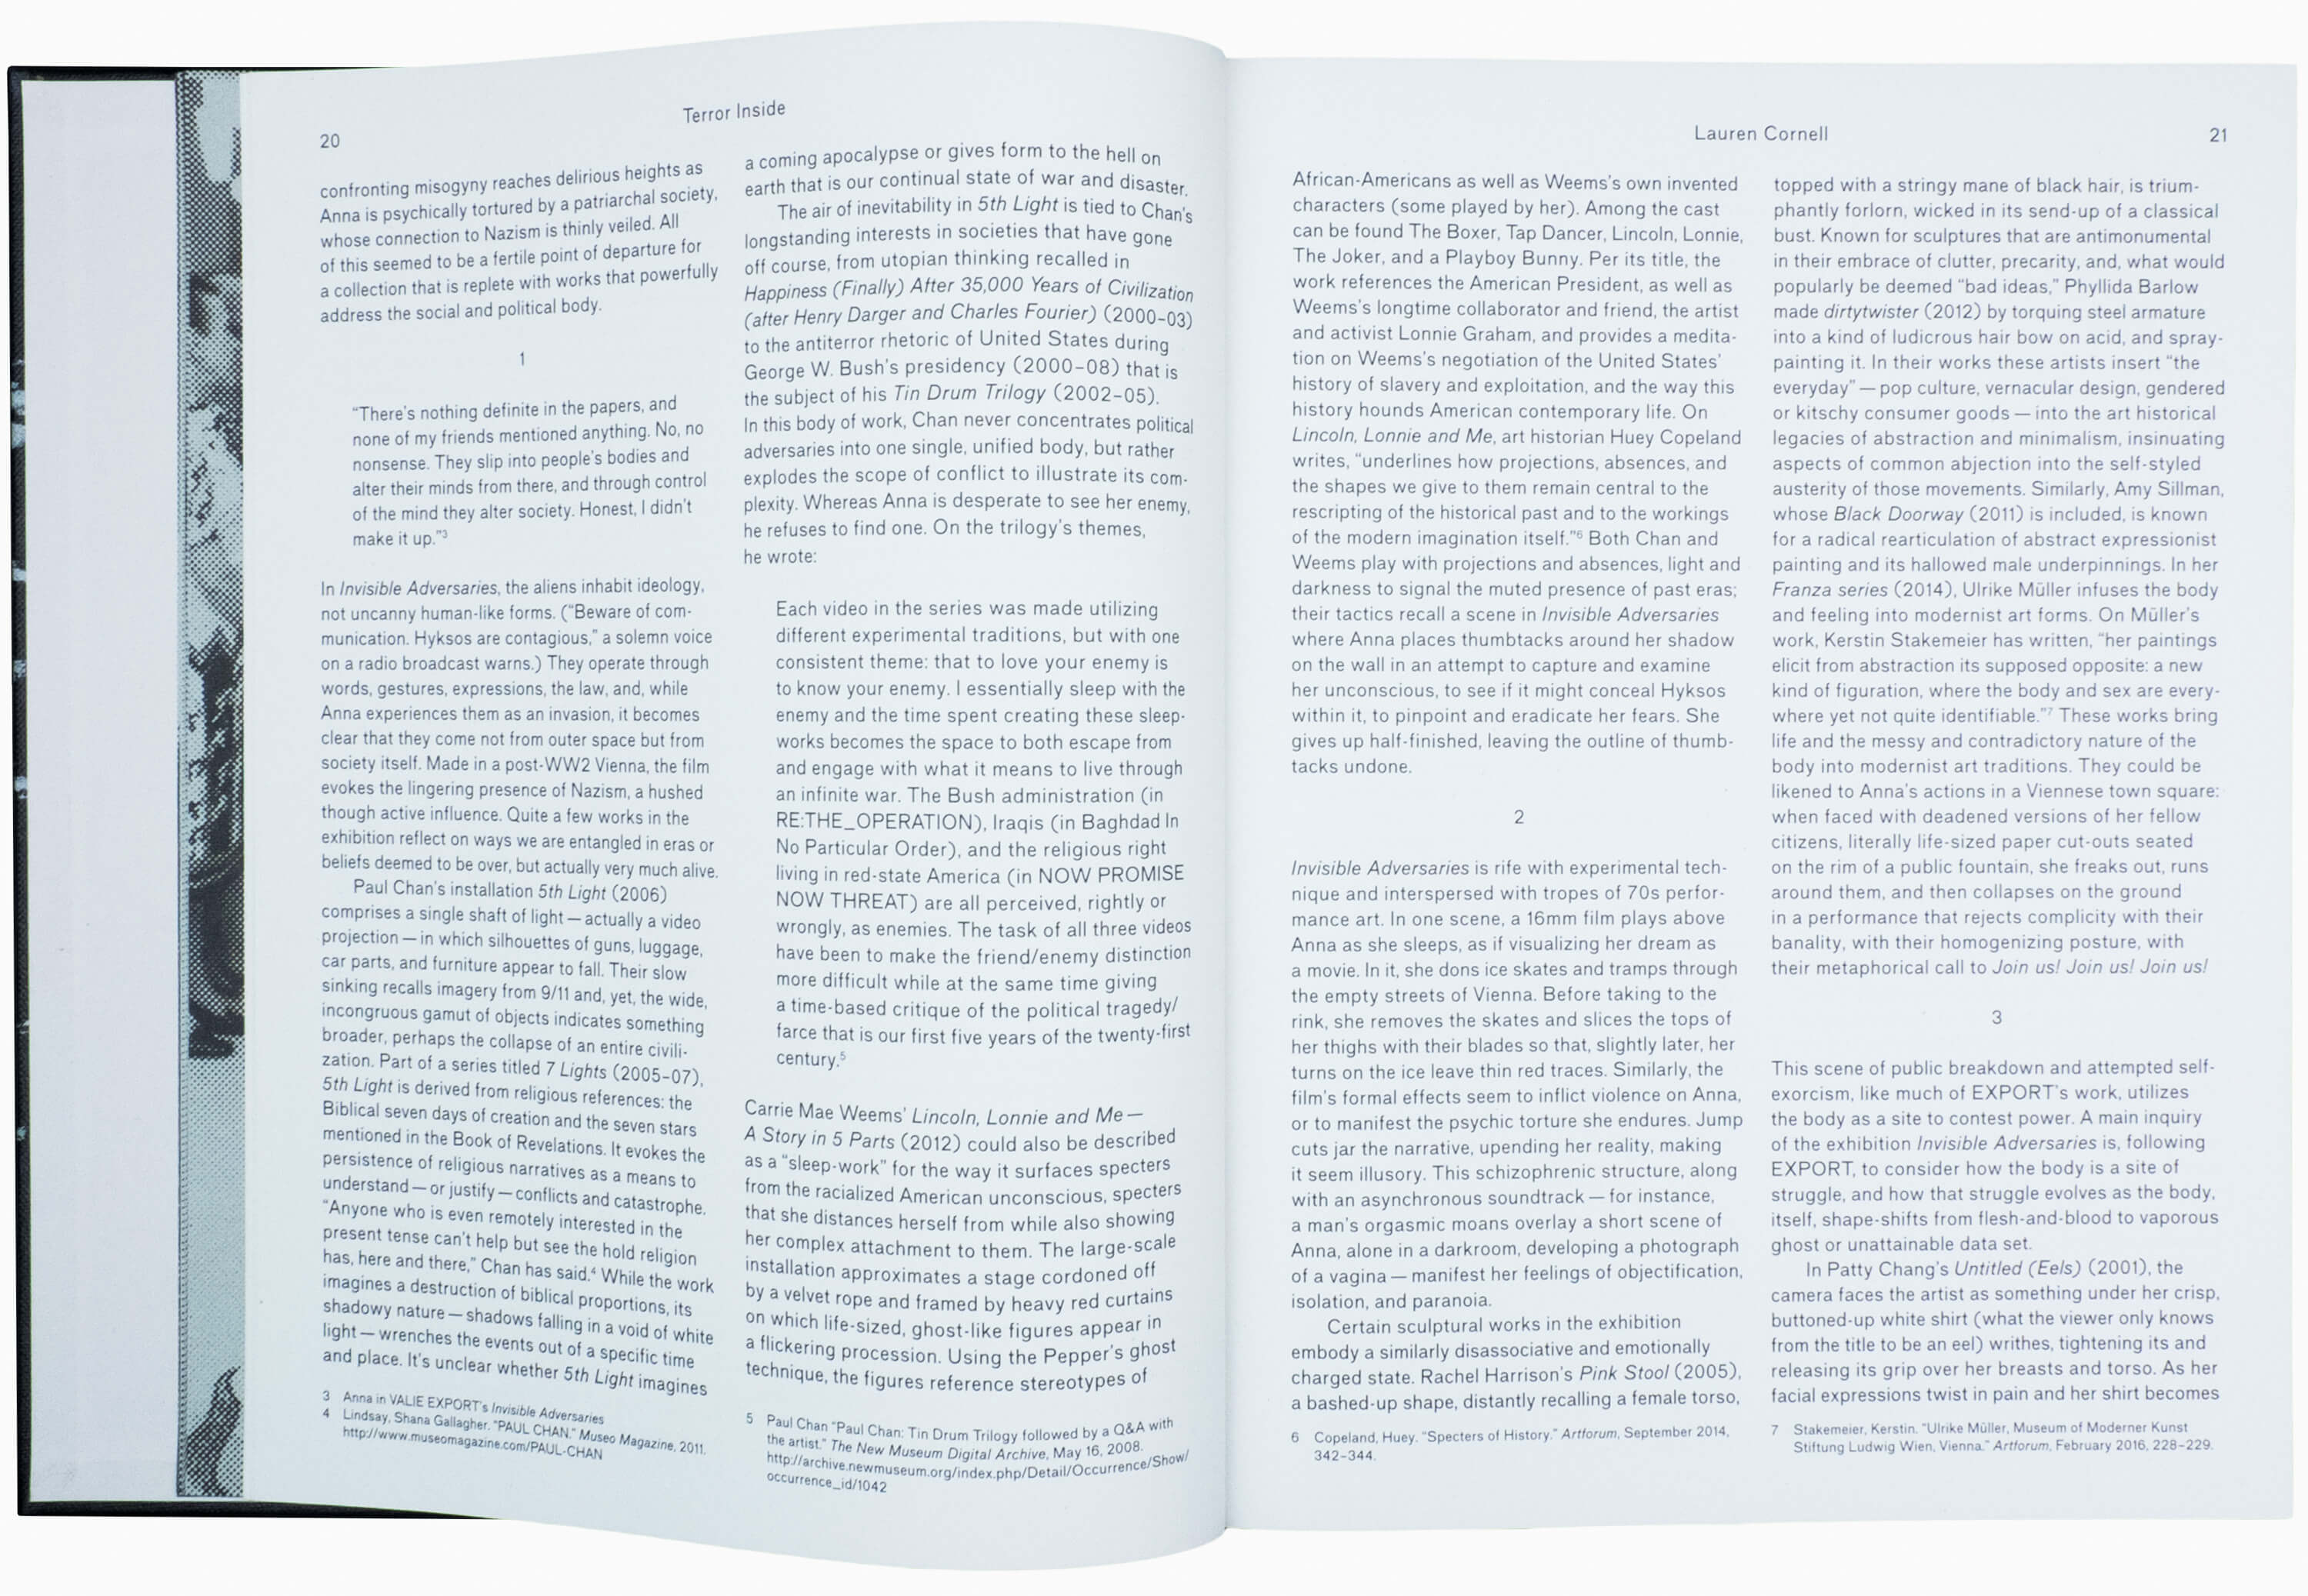 20
Terror Inside
confronting misogyny reaches delirious heights as
Anna is psychically tortured by a patriarchal society,
whose connection to Nazism is thinly veiled. All
of this seemed to be a fertile point of departure for
a collection that is replete with works that powerfully
address the social and political body.
1
“There’s nothing definite in the papers, and
none of my friends mentioned anything. No, no
nonsense. They slip into people’s bodies and
alter their minds from there, and through control
of the mind they alter society. Honest, I didn’t
make it up.”3
In Invisible Adversaries, the aliens inhabit ideology,
not uncanny human-like forms. (“Beware of com-
munication. Hyksos are contagious,” a solemn voice
on a radio broadcast warns.) They operate through
words, gestures, expressions, the law, and, while
Anna experiences them as an invasion, it becomes
clear that they come not from outer space but from
society itself. Made in a post-WW2 Vienna, the film
evokes the lingering presence of Nazism, a hushed
though active influence. Quite a few works in the
exhibition reflect on ways we are entangled in eras or
beliefs deemed to be over, but actually very much alive.
Paul Chan’s installation 5th Light (2006)
comprises a single shaft of light — actually a video
projection — in which silhouettes of guns, luggage,
car parts, and furniture appear to fall. Their slow
sinking recalls imagery from 9/11 and, yet, the wide,
incongruous gamut of objects indicates something
broader, perhaps the collapse of an entire civili-
zation. Part of a series titled 7 Lights (2005–07),
5th Light is derived from religious references: the
Biblical seven days of creation and the seven stars
mentioned in the Book of Revelations. It evokes the
persistence of religious narratives as a means to
understand — or justify — conflicts and catastrophe.
“Anyone who is even remotely interested in the
present tense can’t help but see the hold religion
has, here and there,” Chan has said.4 While the work
imagines a destruction of biblical proportions, its
shadowy nature — shadows falling in a void of white
light — wrenches the events out of a specific time
and place. It’s unclear whether 5th Light imagines
3 Anna in VALIE EXPORT’s Invisible Adversaries
4 Lindsay, Shana Gallagher. “PAUL CHAN.” Museo Magazine, 2011.
http://www.museomagazine.com/PAUL-CHAN
a coming apocalypse or gives form to the hell on
earth that is our continual state of war and disaster.
The air of inevitability in 5th Light is tied to Chan’s
longstanding interests in societies that have gone
off course, from utopian thinking recalled in
Happiness (Finally) After 35,000 Years of Civilization
(after Henry Darger and Charles Fourier) (2000–03)
to the antiterror rhetoric of United States during
George W. Bush’s presidency (2000–08) that is
the subject of his Tin Drum Trilogy (2002–05).
In this body of work, Chan never concentrates political
adversaries into one single, unified body, but rather
explodes the scope of conflict to illustrate its com-
plexity. Whereas Anna is desperate to see her enemy,
he refuses to find one. On the trilogy’s themes,
he wrote:
Each video in the series was made utilizing
different experimental traditions, but with one
consistent theme: that to love your enemy is
to know your enemy. I essentially sleep with the
enemy and the time spent creating these sleep-
works becomes the space to both escape from
and engage with what it means to live through
an infinite war. The Bush administration (in
RE:THE_OPERATION), Iraqis (in Baghdad In
No Particular Order), and the religious right
living in red-state America (in NOW PROMISE
NOW THREAT) are all perceived, rightly or
wrongly, as enemies. The task of all three videos
have been to make the friend/enemy distinction
more difficult while at the same time giving
a time-based critique of the political tragedy/
farce that is our first five years of the twenty-first
century.5
Carrie Mae Weems’ Lincoln, Lonnie and Me —
A Story in 5 Parts (2012) could also be described
as a “sleep-work” for the way it surfaces specters
from the racialized American unconscious, specters
that she distances herself from while also showing
her complex attachment to them. The large-scale
installation approximates a stage cordoned off
by a velvet rope and framed by heavy red curtains
on which life-sized, ghost-like figures appear in
a flickering procession. Using the Pepper’s ghost
technique, the figures reference stereotypes of
5 Paul Chan “Paul Chan: Tin Drum Trilogy followed by a Q&A with
the artist.” The New Museum Digital Archive, May 16, 2008.
http://archive.newmuseum.org/index.php/Detail/Occurrence/Show/
occurrence_id/1042
Lauren Cornell
21
African-Americans as well as Weems’s own invented
characters (some played by her). Among the cast
can be found The Boxer, Tap Dancer, Lincoln, Lonnie,
The Joker, and a Playboy Bunny. Per its title, the
work references the American President, as well as
Weems’s longtime collaborator and friend, the artist
and activist Lonnie Graham, and provides a medita-
tion on Weems’s negotiation of the United States’
history of slavery and exploitation, and the way this
history hounds American contemporary life. On
Lincoln, Lonnie and Me, art historian Huey Copeland
writes, “underlines how projections, absences, and
the shapes we give to them remain central to the
rescripting of the historical past and to the workings
of the modern imagination itself.”6 Both Chan and
Weems play with projections and absences, light and
darkness to signal the muted presence of past eras;
their tactics recall a scene in Invisible Adversaries
where Anna places thumbtacks around her shadow
on the wall in an attempt to capture and examine
her unconscious, to see if it might conceal Hyksos
within it, to pinpoint and eradicate her fears. She
gives up half-finished, leaving the outline of thumb-
tacks undone.
2
Invisible Adversaries is rife with experimental tech-
nique and interspersed with tropes of 70s perfor-
mance art. In one scene, a 16mm film plays above
Anna as she sleeps, as if visualizing her dream as
a movie. In it, she dons ice skates and tramps through
the empty streets of Vienna. Before taking to the
rink, she removes the skates and slices the tops of
her thighs with their blades so that, slightly later, her
turns on the ice leave thin red traces. Similarly, the
film’s formal effects seem to inflict violence on Anna,
or to manifest the psychic torture she endures. Jump
cuts jar the narrative, upending her reality, making
it seem illusory. This schizophrenic structure, along
with an asynchronous soundtrack — for instance,
a man’s orgasmic moans overlay a short scene of
Anna, alone in a darkroom, developing a photograph
of a vagina — manifest her feelings of objectification,
isolation, and paranoia.
Certain sculptural works in the exhibition
embody a similarly disassociative and emotionally
charged state. Rachel Harrison’s Pink Stool (2005),
a bashed-up shape, distantly recalling a female torso,
6 Copeland, Huey. “Specters of History.” Artforum, September 2014,
342–344.
topped with a stringy mane of black hair, is trium-
phantly forlorn, wicked in its send-up of a classical
bust. Known for sculptures that are antimonumental
in their embrace of clutter, precarity, and, what would
popularly be deemed “bad ideas,” Phyllida Barlow
made dirtytwister (2012) by torquing steel armature
into a kind of ludicrous hair bow on acid, and spray-
painting it. In their works these artists insert “the
everyday” — pop culture, vernacular design, gendered
or kitschy consumer goods — into the art historical
legacies of abstraction and minimalism, insinuating
aspects of common abjection into the self-styled
austerity of those movements. Similarly, Amy Sillman,
whose Black Doorway (2011) is included, is known
for a radical rearticulation of abstract expressionist
painting and its hallowed male underpinnings. In her
Franza series (2014), Ulrike Müller infuses the body
and feeling into modernist art forms. On Müller’s
work, Kerstin Stakemeier has written, “her paintings
elicit from abstraction its supposed opposite: a new
kind of figuration, where the body and sex are every-
where yet not quite identifiable.”7 These works bring
life and the messy and contradictory nature of the
body into modernist art traditions. They could be
likened to Anna’s actions in a Viennese town square:
when faced with deadened versions of her fellow
citizens, literally life-sized paper cut-outs seated
on the rim of a public fountain, she freaks out, runs
around them, and then collapses on the ground
in a performance that rejects complicity with their
banality, with their homogenizing posture, with
their metaphorical call to Join us! Join us! Join us!
3
This scene of public breakdown and attempted self-
exorcism, like much of EXPORT’s work, utilizes
the body as a site to contest power. A main inquiry
of the exhibition Invisible Adversaries is, following
EXPORT, to consider how the body is a site of
struggle, and how that struggle evolves as the body,
itself, shape-shifts from flesh-and-blood to vaporous
ghost or unattainable data set.
In Patty Chang’s Untitled (Eels) (2001), the
camera faces the artist as something under her crisp,
buttoned-up white shirt (what the viewer only knows
from the title to be an eel) writhes, tightening its and
releasing its grip over her breasts and torso. As her
facial expressions twist in pain and her shirt becomes
7 Stakemeier, Kerstin. “Ulrike Müller, Museum of Moderner Kunst
Stiftung Ludwig Wien, Vienna.” Artforum, February 2016, 228–229.